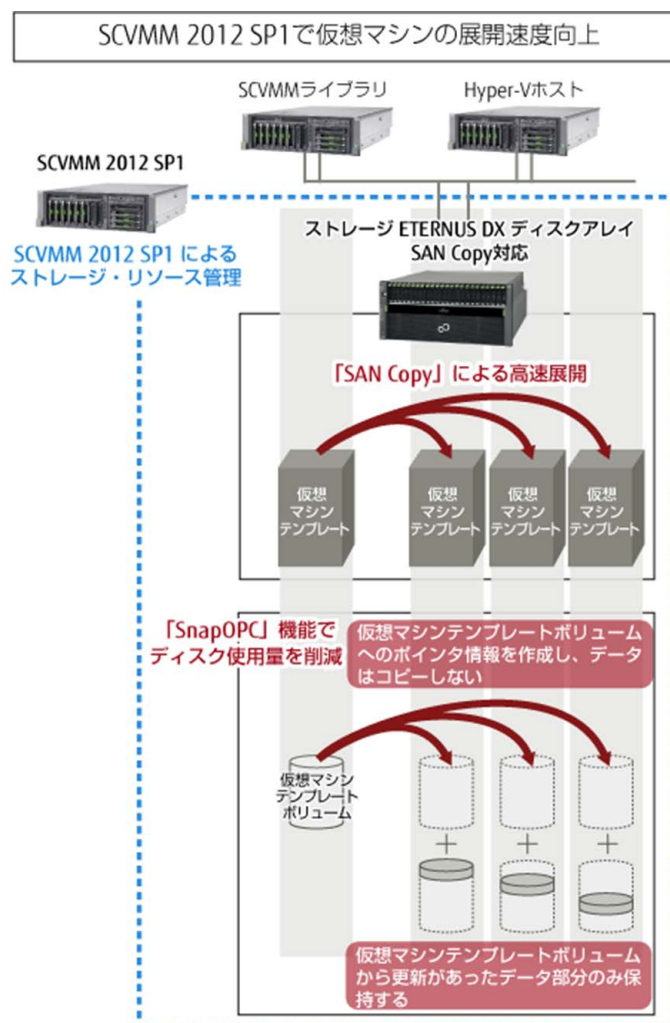 SCVMM 2012 SP1で仮想マシンの展開速度向上
SCVMMライブラリ
Hyper-Vホスト
SCVMM 2012 SP1
SCVMM 2012 SP1 による
ストレージ・リソース管理
ストレージ ETERNUS DX ディスクアレイ
SAN Copy対応
「SAN Copy」による高速展開
仮想
マシン
テンプレート
仮想
マシン
テンプレート
仮想
マシン
テンプレート
仮想
マシン
テンプレート
「SnapOPC」機能で
ディスク使用量を削減
仮想マシンテンプレートボリューム
へのポインタ情報を作成し、データ
はコピーしない
仮想マシン
テンプレート
ボリューム
+
+
+
仮想マシンテンプレートボリューム
から更新があったデータ部分のみ保
持する